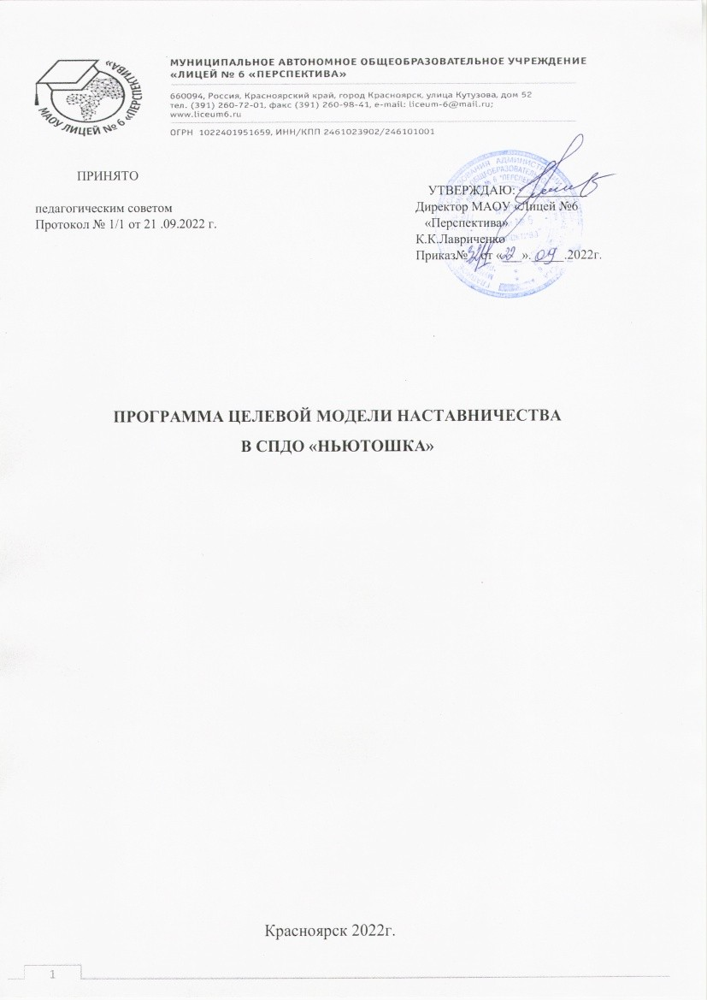 МАОУ ЛИЦЕЙ № 6 «ПЕРСПЕКТИВА»
МУНИЦИПАЛЬНОЕ АВТОНОМНОЕ ОБЩЕОБРАЗОВАТЕЛЬНОЕ УЧРЕЖДЕНИЕ
«ЛИЦЕЙ № 6 «ПЕРСПЕКТИВА»
660094, Россия, Красноярский край, город Красноярск, улица Кутузова, дом 52
тел. (391) 260-72-01, факс (391) 260-98-41, e-mail: liceum-6@mail.ru;
www.liceum6.ru
ОГРН 1022401951659, ИНН/КПП 2461023902/246101001
ПРИНЯТО
педагогическим советом
Протокол № 1/1 от 21 .09.2022 г.
УТВЕРЖДАЮ:
Директор МАОУ «Лицей №6
«Перспектива»
К.К.Лавриченко
Приказ№ от «22». 09 .2022г.
ПРОГРАММА ЦЕЛЕВОЙ МОДЕЛИ НАСТАВНИЧЕСТВА
В СПДО «НЬЮТОШКА»
Красноярск 2022г.
1